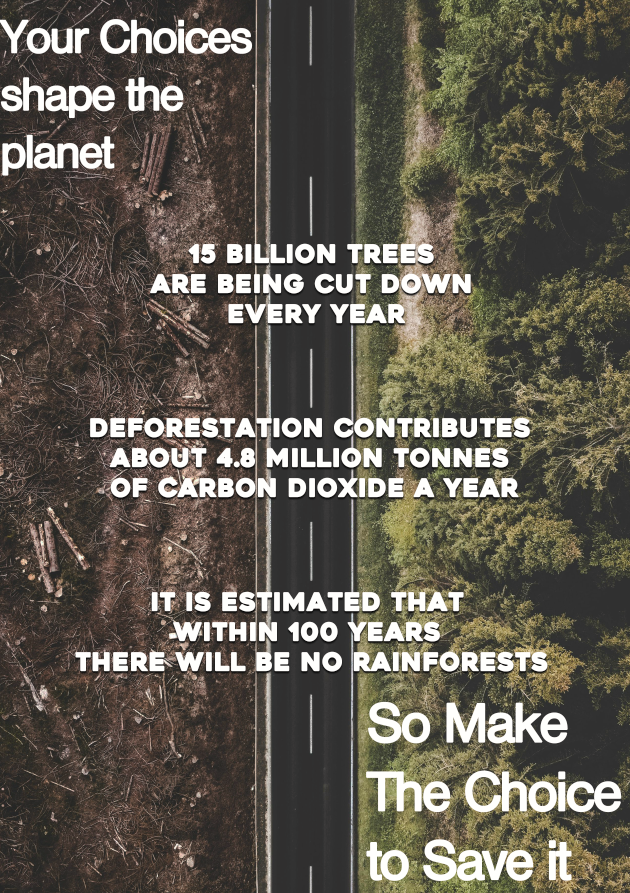 Your Choices
shape the
planet
15 BILLION TREES
ARE BEING CUT DOWN
EVERY YEAR
DEFORESTATION CONTRIBUTES
ABOUT 4.8 MILLION TONNES
OF CARBON DIOXIDE A YEAR
IT IS ESTIMATED THAT
WITHIN 100 YEARS
THERE WILL BE NO RAINFORESTS
So Make
The Choice
to Save it